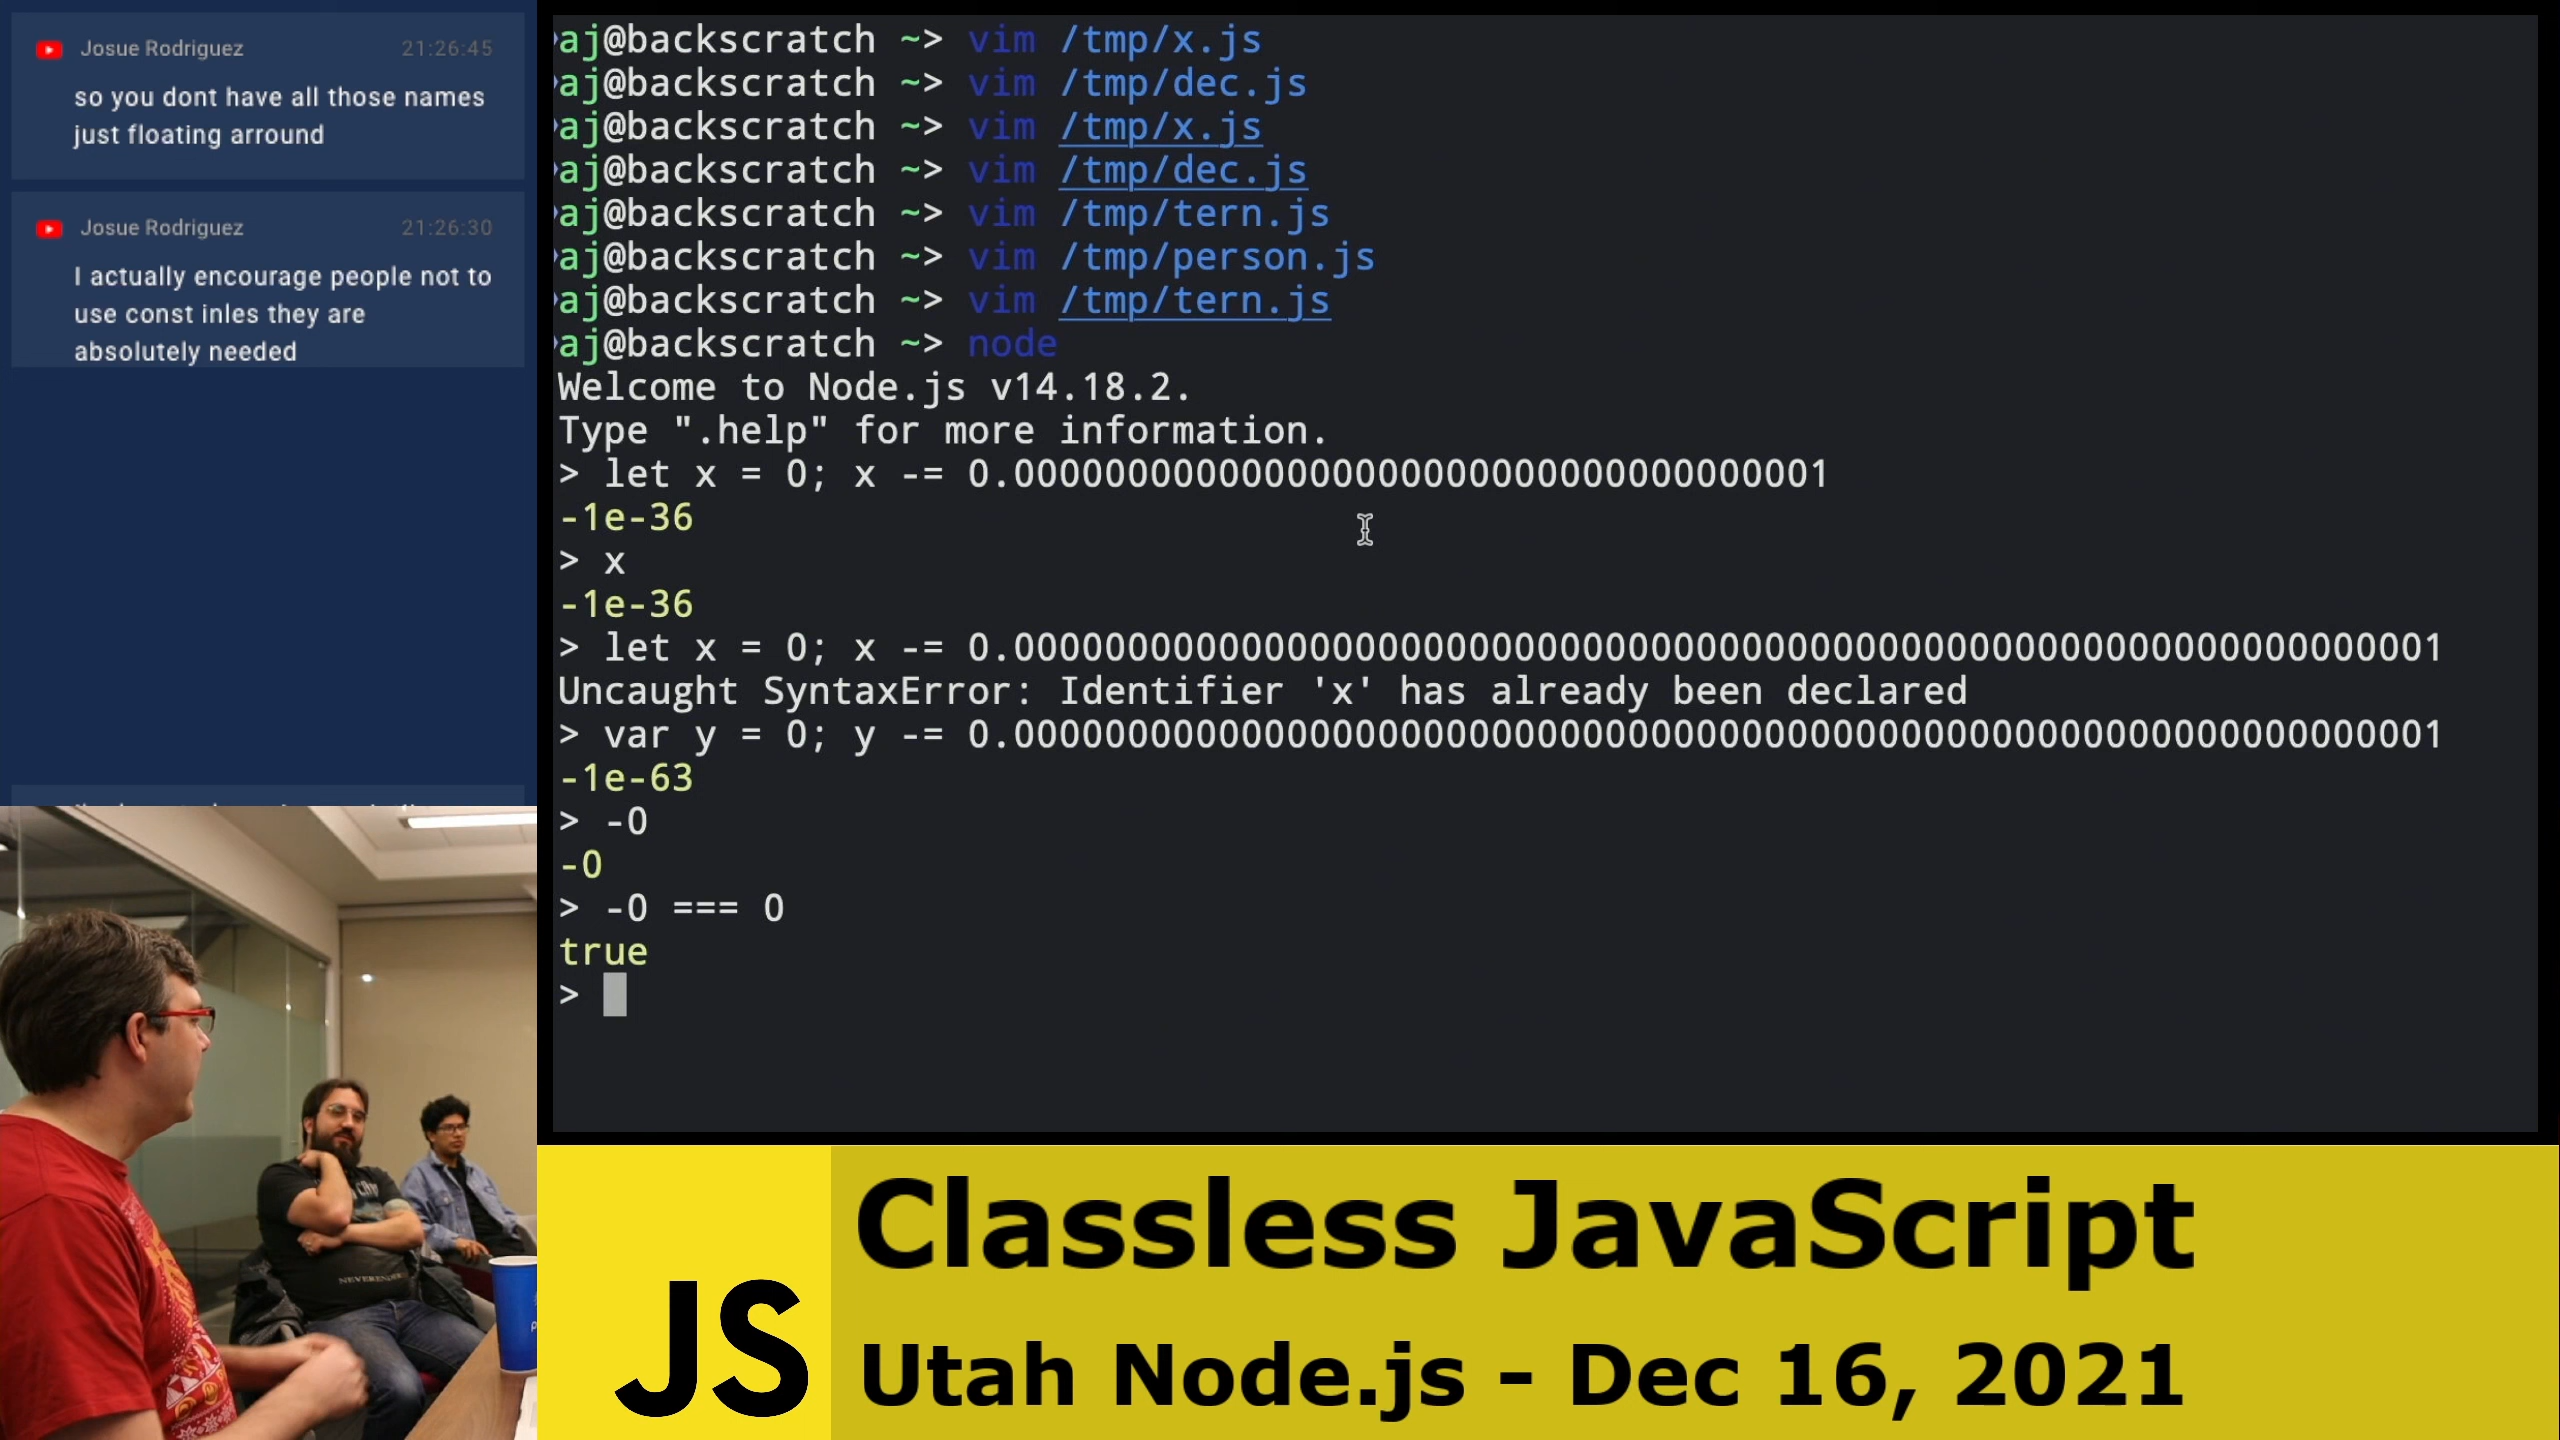 Josue Rodriguez 21:26:45
so you dont have all those names
just floating arround
Josue Rodriguez 21:26:30
I actually encourage people not to
use const inles they are
absolutely needed
aj@backscratch ~> vim /tmp/x.js
aj@backscratch ~> vim /tmp/dec.js
aj@backscratch ~> vim /tmp/x.js
aj@backscratch ~> vim /tmp/dec.js
aj@backscratch ~> vim /tmp/tern.js
aj@backscratch ~> vim /tmp/person.js
aj@backscratch ~> vim /tmp/tern.js
aj@backscratch ~> node
Welcome to Node.js v14.18.2.
Type ".help" for more information.
> let x = 0; x -= 0.000000000000000000000000000000000001
-1e-36
> x
-1e-36
> let x = 0; x -= 0.000000000000000000000000000000000000000000000000000000000000001
Uncaught SyntaxError: Identifier 'x' has already been declared
> var y = 0; y -= 0.000000000000000000000000000000000000000000000000000000000000001
-1e-63
> -0
-0
> -0 === 0
true
>
NEVERENDE
JS
Classless JavaScript
Utah Node.js - Dec 16, 2021